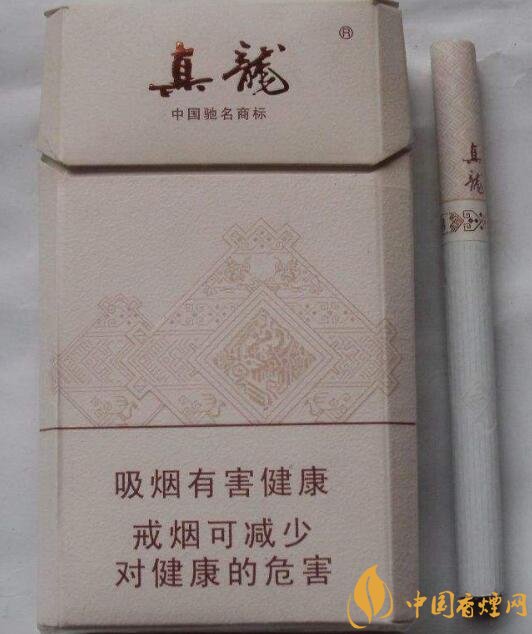 真龍
®
中国驰名商标
真龍
吸烟有害健康
戒烟可减少
对健康的危害
中国香烟网